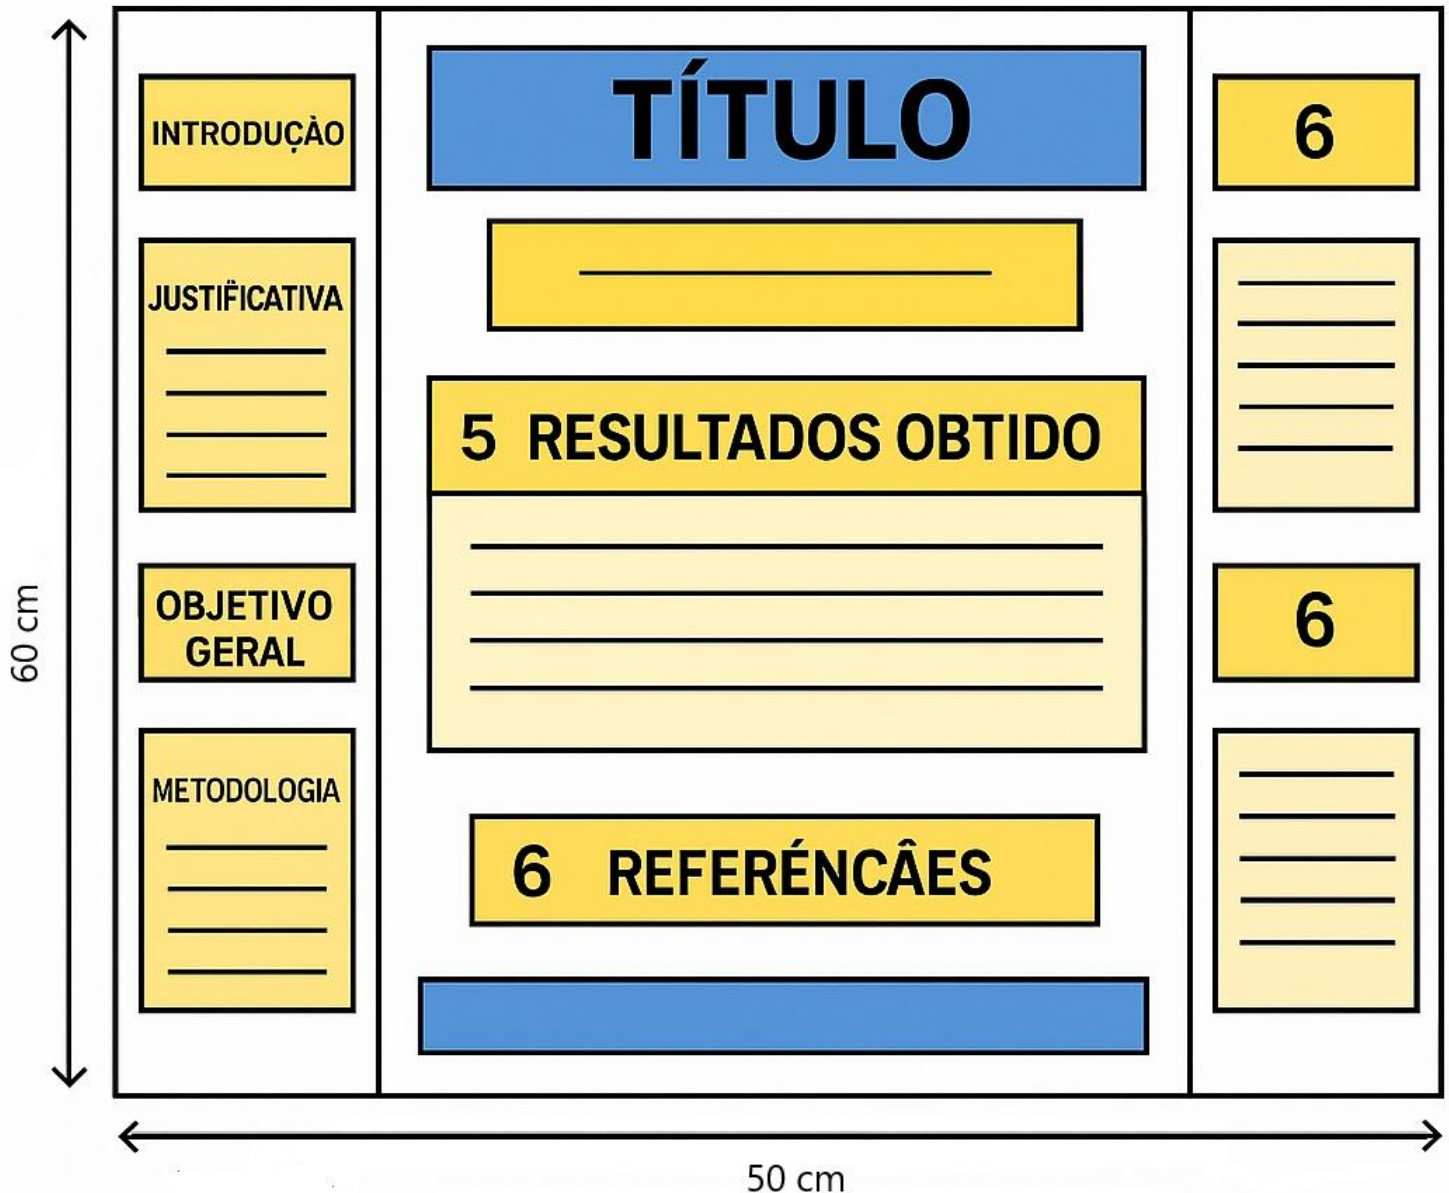 INTRODUÇÀO
JUSTIFICATIVA
OBJETIVO
GERAL
METODOLOGIA
TÍTULO
5 RESULTADOS OBTIDO
6 REFERÉNCÂES
6
6
60 cm
50 cm